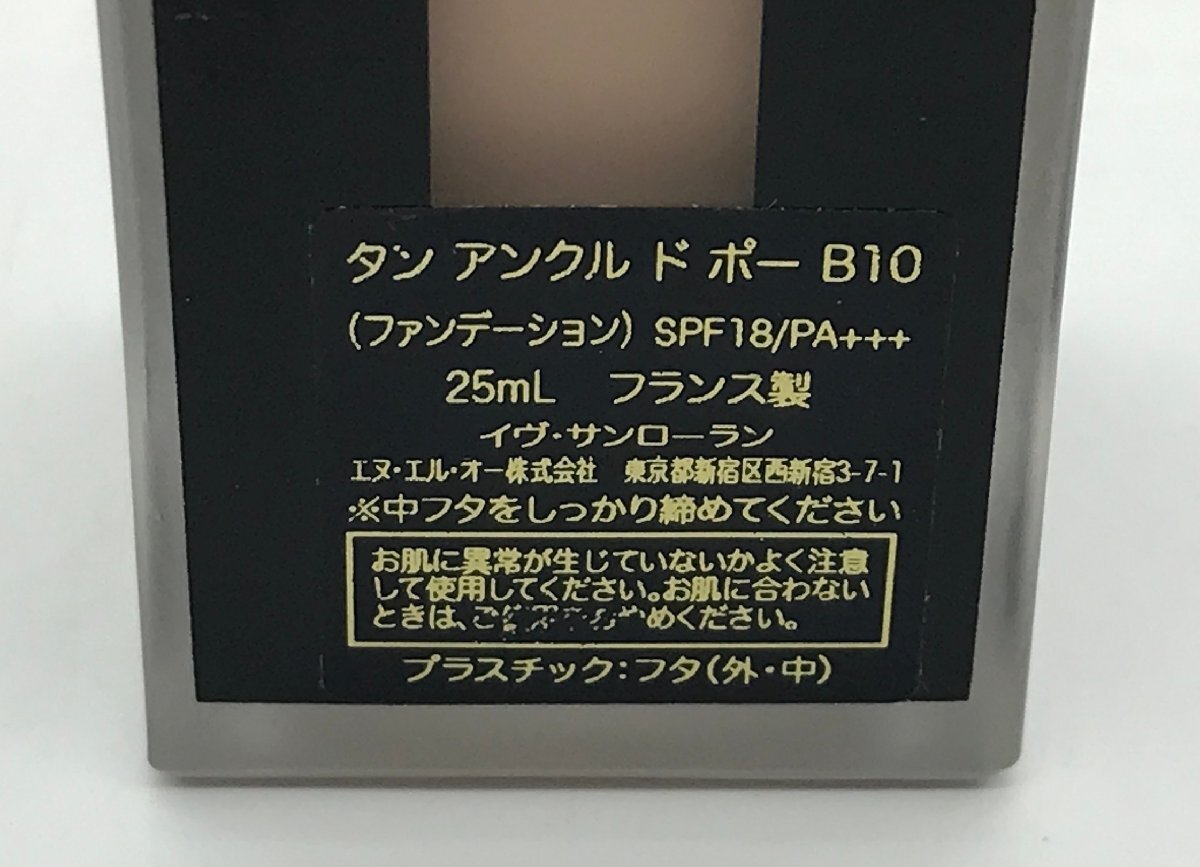 タン アンクル ド ポー B10
(ファンデーション) SPF18/PA+++
25mL フランス製
イヴ・サンローラン
エヌ・エル・オー株式会社 東京都新宿区西新宿3-7-1
※中フタをしっかり締めてください
お肌に異常が生じていないかよく注意
して使用してください。お肌に合わない
ときは、ご めください。
プラスチック:フタ(外・中)